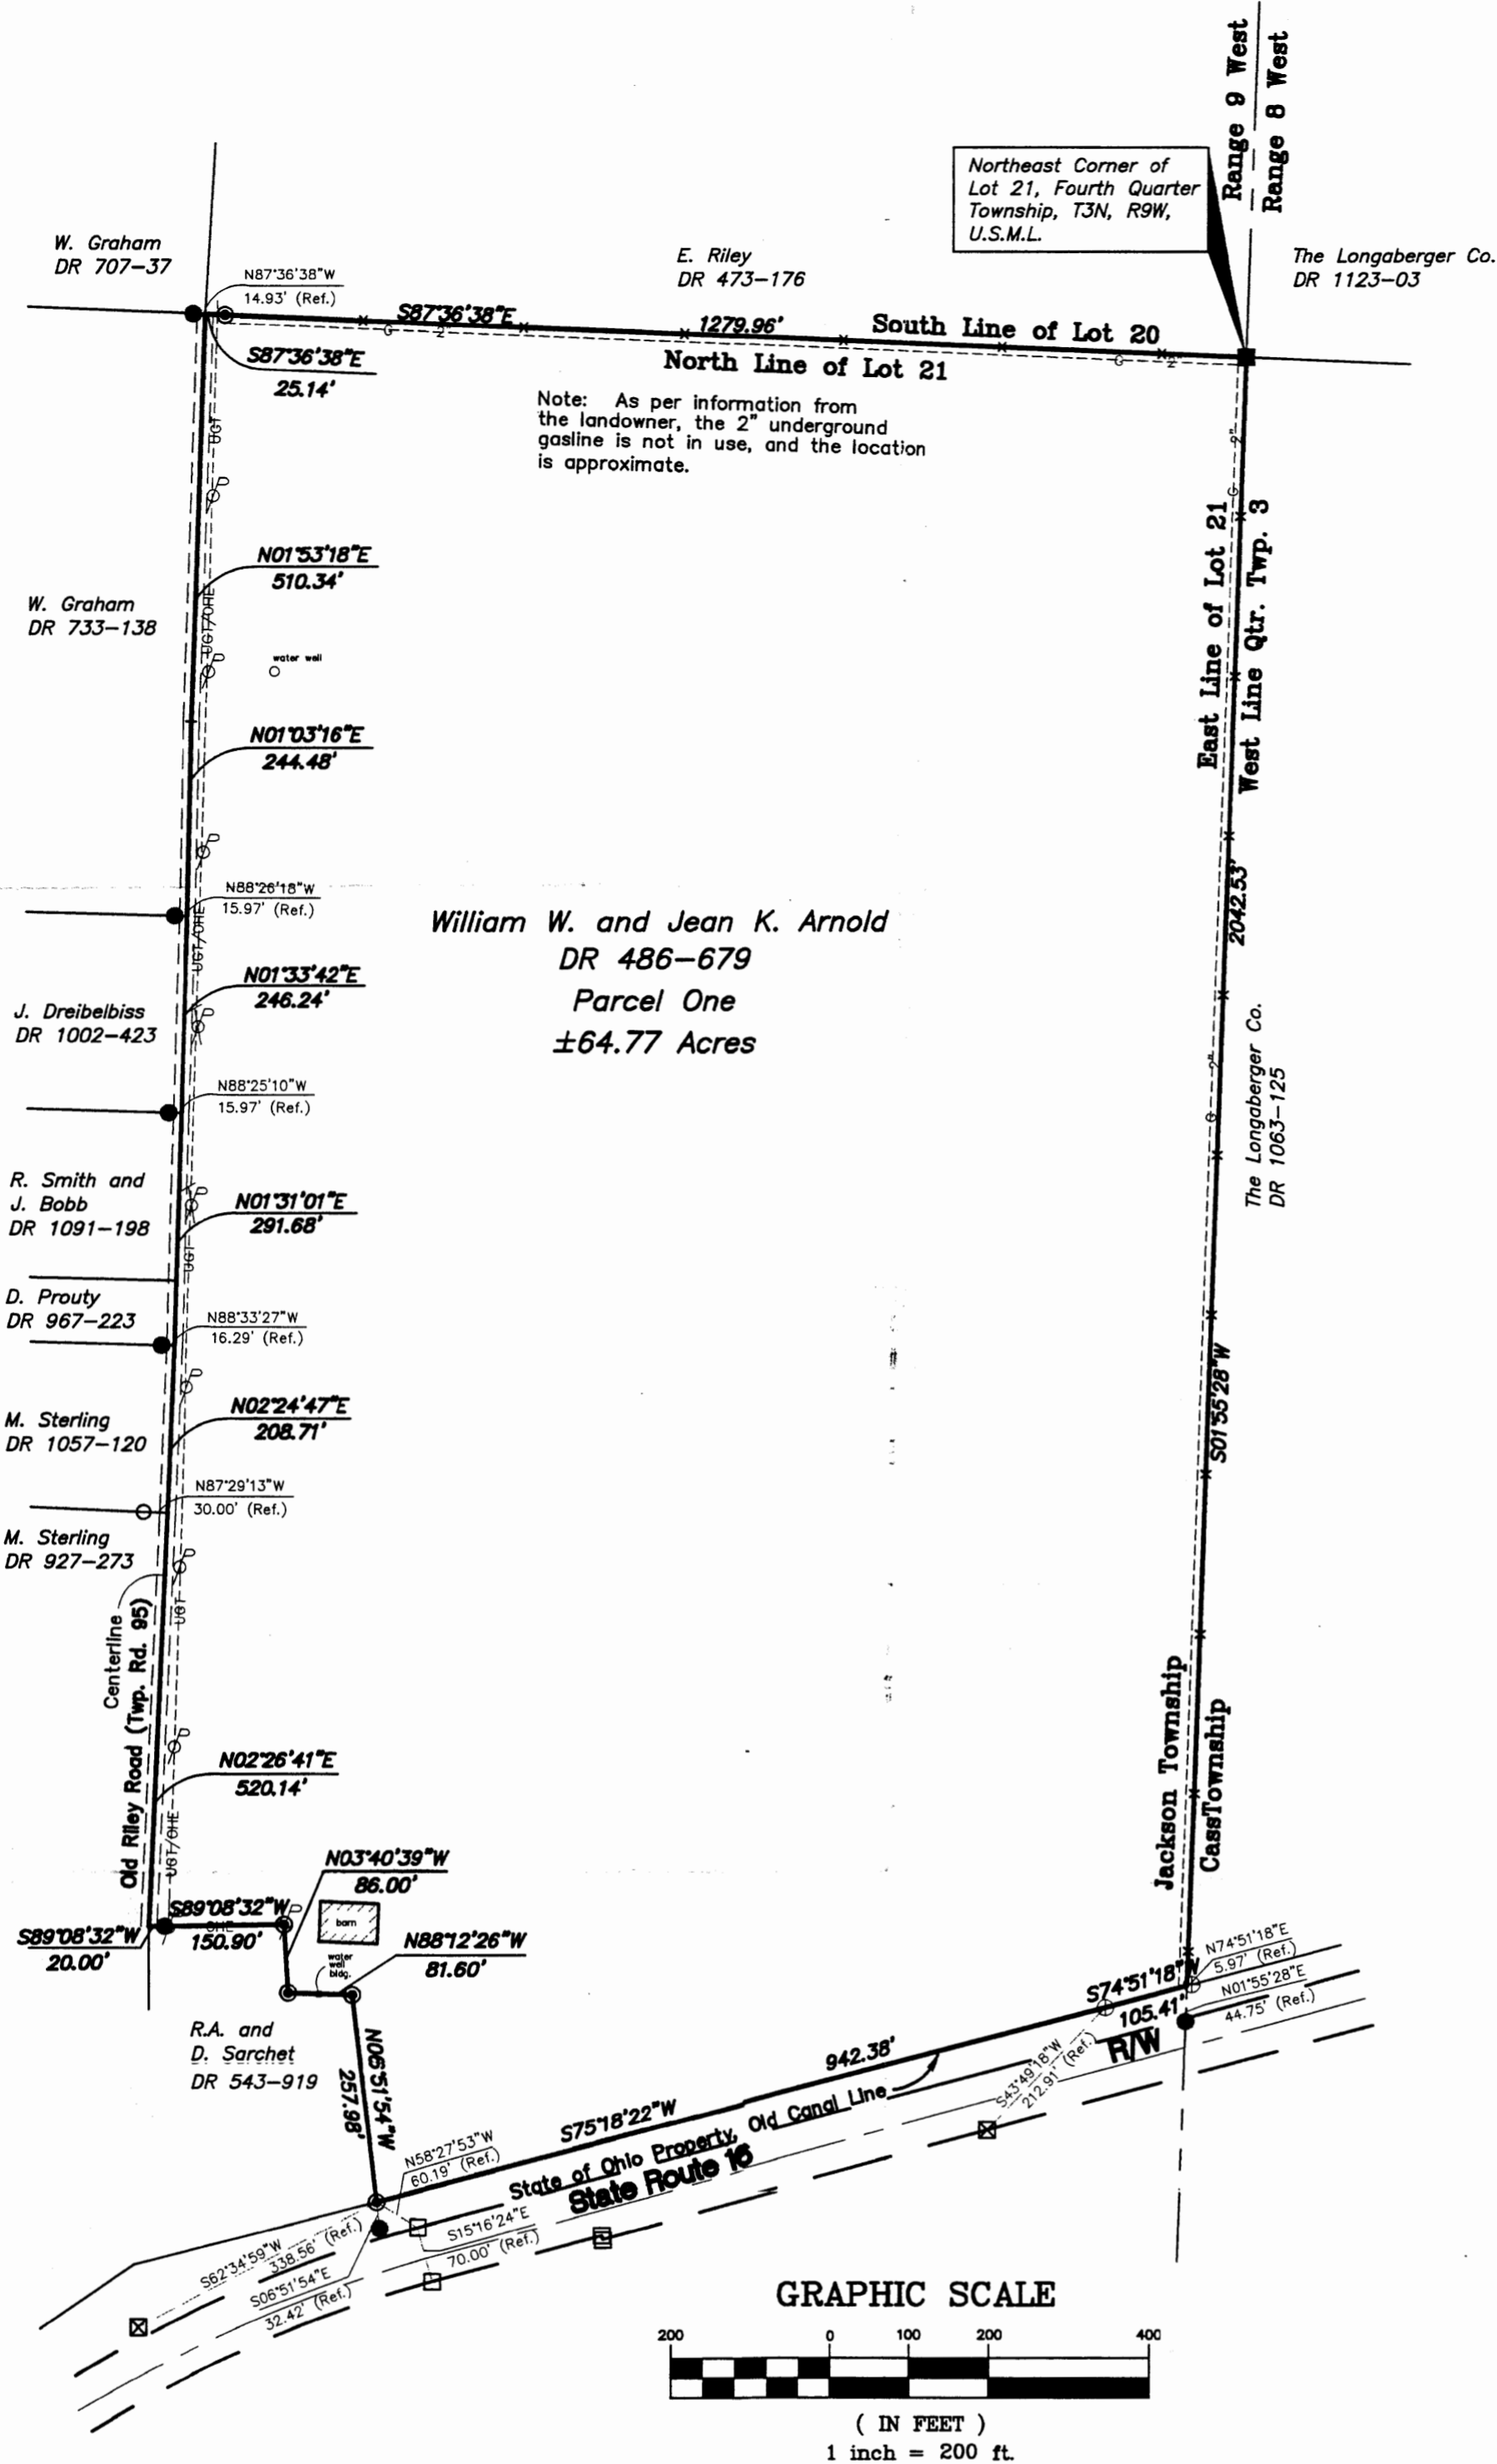 Range 9 West
Range 8 West
Northeast Corner of
Lot 21, Fourth Quarter
Township, T3N, R9W,
U.S.M.L.
W. Graham
DR 707-37
N87°36'38"W
14.93' (Ref.)
E. Riley
DR 473-176
The Longaberger Co.
DR 1123-03
S87°36'38"E
1279.96'
South Line of Lot 20
G
2"
North Line of Lot 21
G
2"
S87°36'38"E
25.14'
Note: As per information from
the landowner, the 2" underground
gasline is not in use, and the location
is approximate.
UGT
P
2"
G
East Line of Lot 21
West Line Qtr. Twp. 3
N01°53'18"E
510.34'
UGT/OHE
W. Graham
DR 733-138
P
water well
N01°03'16"E
244.48'
P
N88°26'18"W
15.97' (Ref.)
UGT/OHE
William W. and Jean K. Arnold
DR 486-679
Parcel One
±64.77 Acres
2042.53'
N01°33'42"E
246.24'
P
J. Dreibelbiss
DR 1002-423
The Longaberger Co.
DR 1063-125
2"
G
N88°25'10"W
15.97' (Ref.)
R. Smith and
J. Bobb
DR 1091-198
P
N01°31'01"E
291.68'
UGT
D. Prouty
DR 967-223
N88°33'27"W
16.29' (Ref.)
P
S01°55'28"W
N02°24'47"E
208.71'
M. Sterling
DR 1057-120
N87°29'13"W
30.00' (Ref.)
M. Sterling
DR 927-273
P
Centerline
UGT
Old Riley Road (Twp. Rd. 95)
P
Jackson Township
CassTownship
N02°26'41"E
520.14'
UGT/OHE
N03°40'39"W
86.00'
S89°08'32"W
150.90'
OHE
P
barn
S89°08'32"W
20.00'
water
well
bldg.
N88°12'26"W
81.60'
R.A. and
D. Sarchet
DR 543-919
N06°51'54"W
257.98'
S74°51'18"W
105.41'
N74°51'18"E
5.97' (Ref.)
N01°55'28"E
44.75' (Ref.)
R/W
S43°49'18"W
212.91' (Ref.)
942.38'
S75°18'22"W
State of Ohio Property, Old Canal Line
State Route 16
N58°27'53"W
60.19' (Ref.)
S15°16'24"E
70.00' (Ref.)
S62°34'59"W
338.56' (Ref.)
S06°51'54"E
32.42' (Ref.)
GRAPHIC SCALE
200 0 100 200 400
( IN FEET )
1 inch = 200 ft.